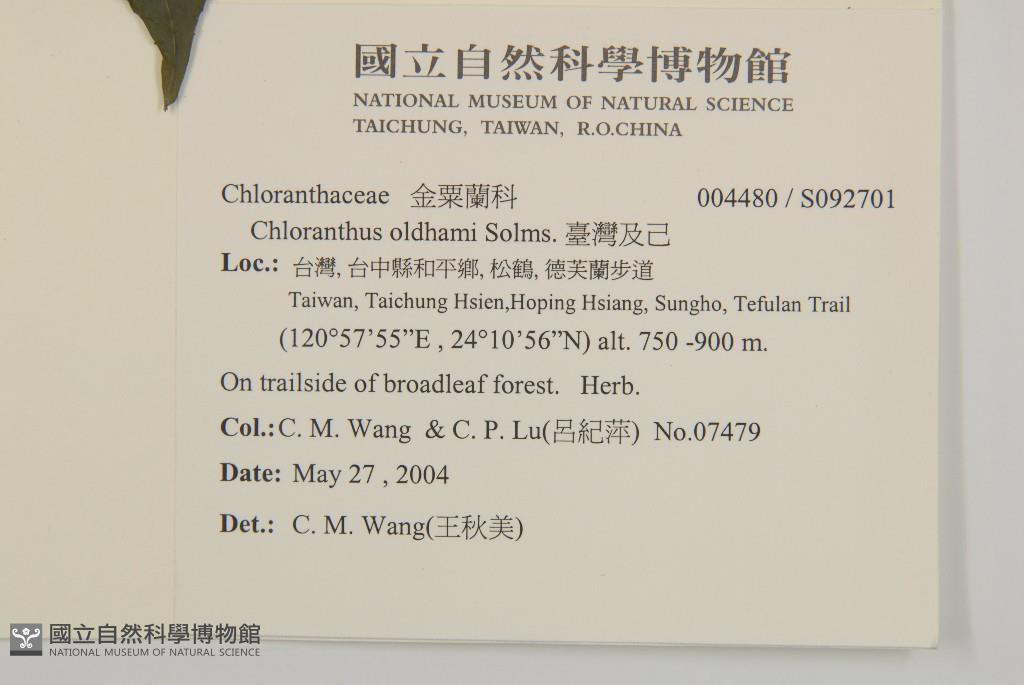 國立自然科學博物館
NATIONAL MUSEUM OF NATURAL SCIENCE
TAICHUNG, TAIWAN, R.O.CHINA
Chloranthaceae 金粟蘭科 004480 / S092701
Chloranthus oldhami Solms. 臺灣及己
Loc.: 台灣, 台中縣和平鄉, 松鶴, 德芙蘭步道
Taiwan, Taichung Hsien,Hoping Hsiang, Sungho, Tefulan Trail
(120°57’55”E , 24°10’56”N) alt. 750 -900 m.
On trailside of broadleaf forest. Herb.
Col.: C. M. Wang & C. P. Lu(呂紀萍) No.07479
Date: May 27 , 2004
Det.: C. M. Wang(王秋美)
國立自然科學博物館
NATIONAL MUSEUM OF NATURAL SCIENCE